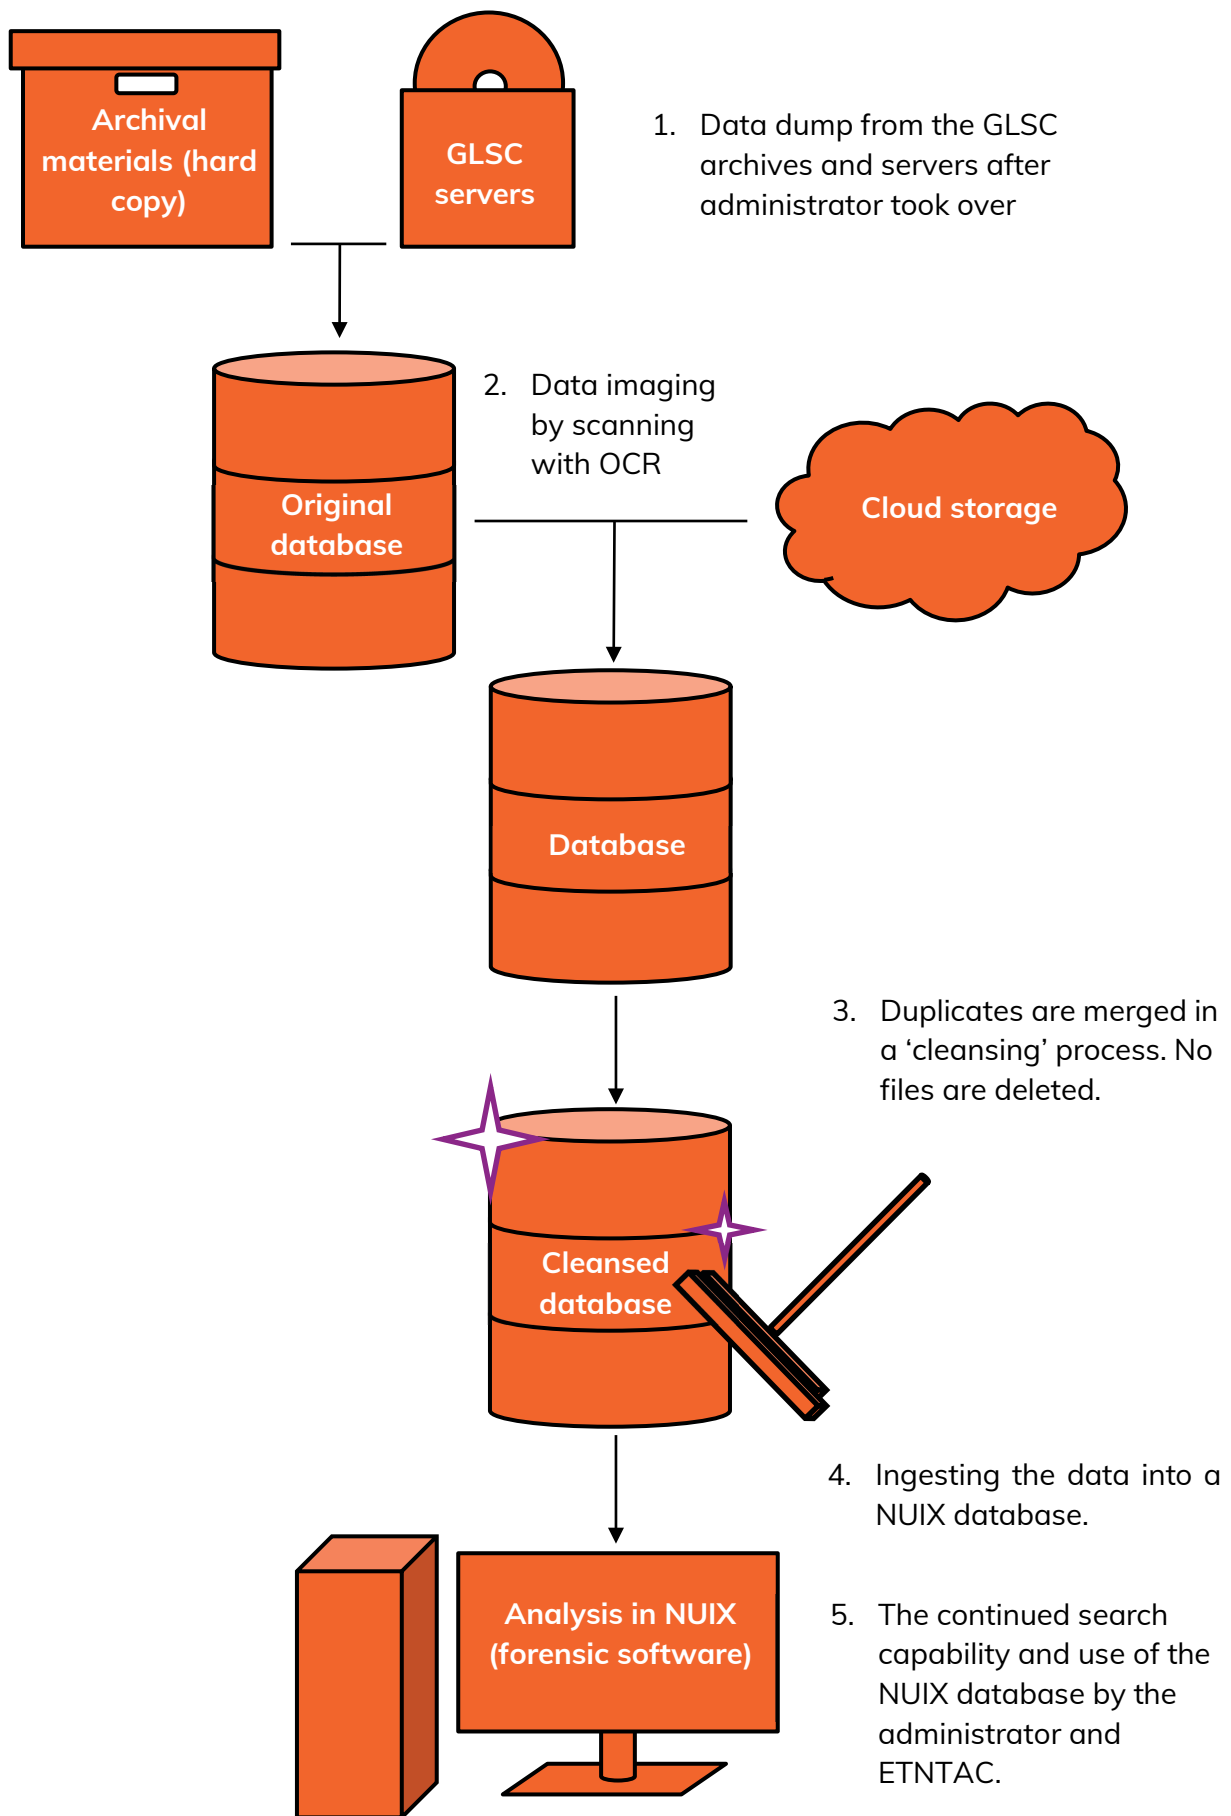 Archival
materials (hard
copy)
GLSC
servers
1. Data dump from the GLSC
archives and servers after
administrator took over
2. Data imaging
by scanning
with OCR
Original
database
Cloud storage
Database
3. Duplicates are merged in
a ‘cleansing’ process. No
files are deleted.
Cleansed
database
4. Ingesting the data into a
NUIX database.
Analysis in NUIX
(forensic software)
5. The continued search
capability and use of the
NUIX database by the
administrator and
ETNTAC.